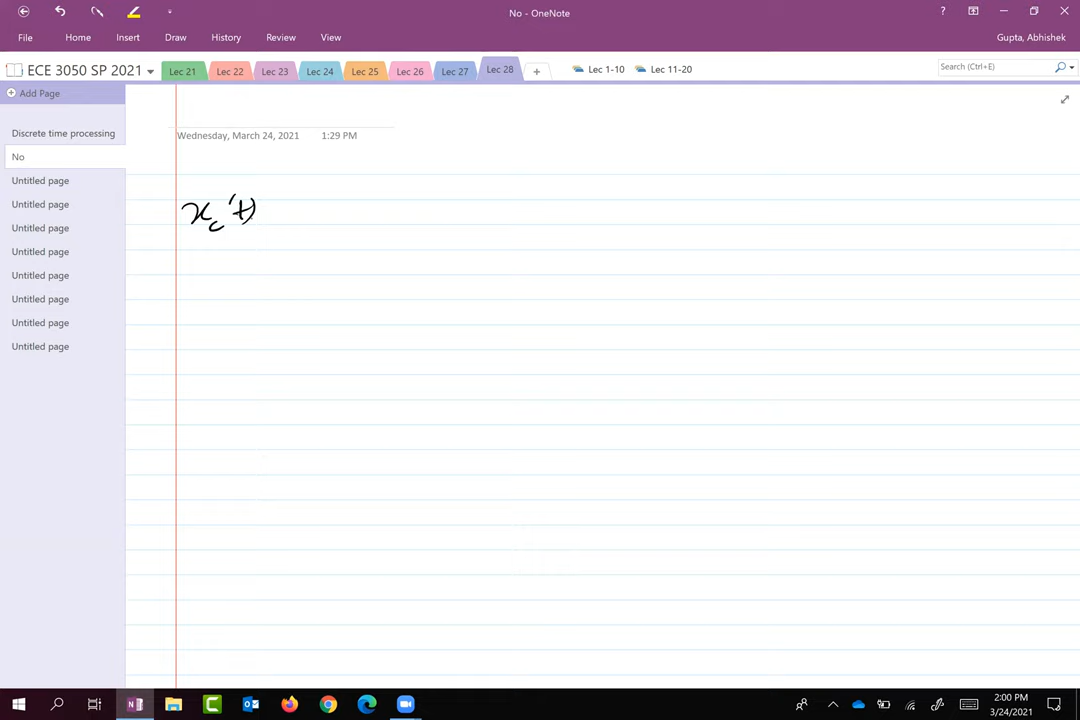 No - OneNote
File Home Insert Draw History Review View
Gupta, Abhishek
ECE 3050 SP 2021 Lec 21 Lec 22 Lec 23 Lec 24 Lec 25 Lec 26 Lec 27 Lec 28 Lec 1-10 Lec 11-20
Search (Ctrl+E)
Add Page
Discrete time processing
No
Untitled page
Untitled page
Untitled page
Untitled page
Untitled page
Untitled page
Untitled page
Untitled page
Wednesday, March 24, 2021 1:29 PM
x_c(t)
2:00 PM
3/24/2021